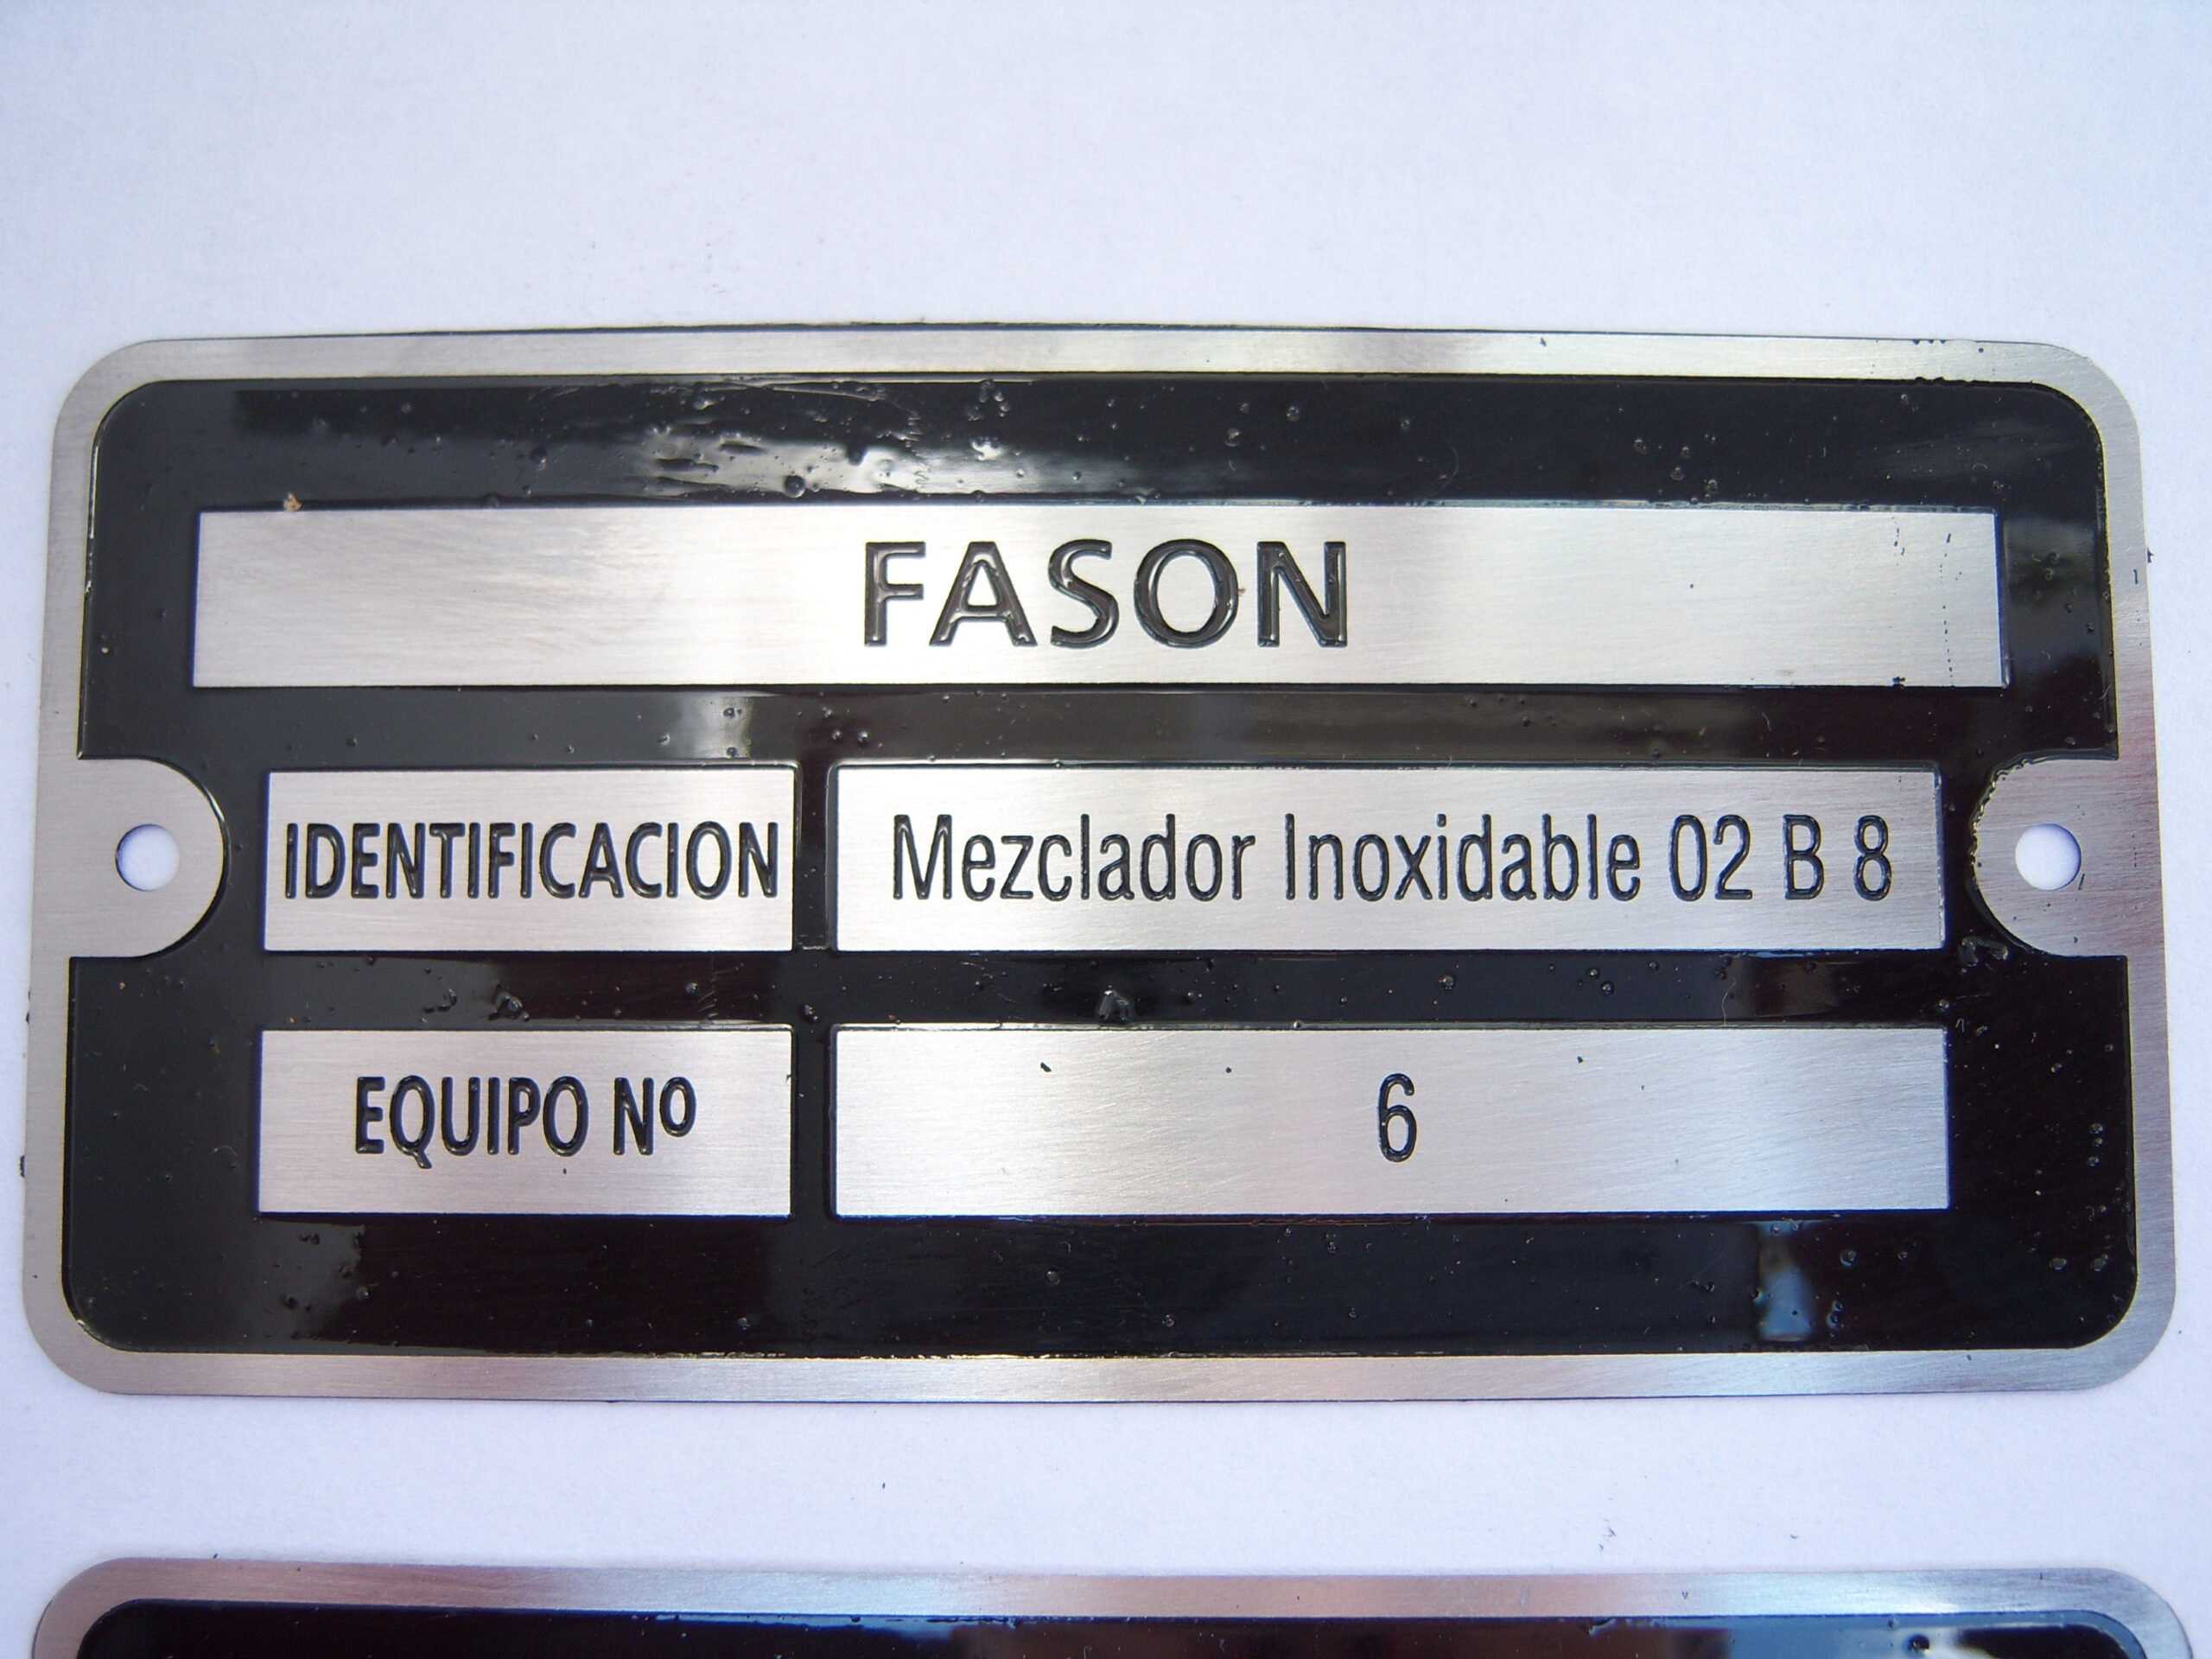 FASON
IDENTIFICACION Mezclador Inoxidable 02 B 8
EQUIPO Nº 6